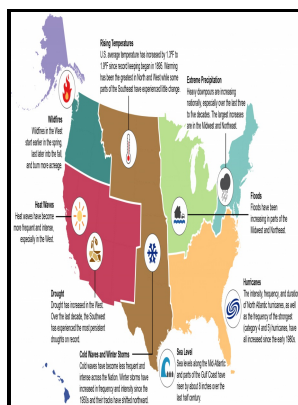 Rising Temperatures
U.S. average temperature has increased by 1.3°F to
1.9°F since record keeping began in 1895. Warming
has been the greatest in North and West while some
parts of the Southeast have experienced little change.
Extreme Precipitation
Heavy downpours are increasing
nationally, especially over the last three
to five decades. The largest increases
are in the Midwest and Northeast.
Wildfires
Wildfires in the West
start earlier in the spring,
last later into the fall,
and burn more acreage.
Heat Waves
Heat waves have become
more frequent and intense,
especially in the West.
Floods
Floods have been
increasing in parts of the
Midwest and Northeast.
Drought
Drought has increased in the West.
Over the last decade, the Southwest
has experienced the most persistent
droughts on record.
Hurricanes
The intensity, frequency, and duration
of North Atlantic hurricanes, as well
as the frequency of the strongest
(category 4 and 5) hurricanes, have
all increased since the early 1980s.
Cold Waves and Winter Storms
Cold waves have become less frequent and
intense across the Nation. Winter storms have
increased in frequency and intensity since the
1950s and their tracks have shifted northward.
Sea Level
Sea levels along the Mid-Atlantic
and parts of the Gulf Coast have
risen by about 8 inches over the
last half century.